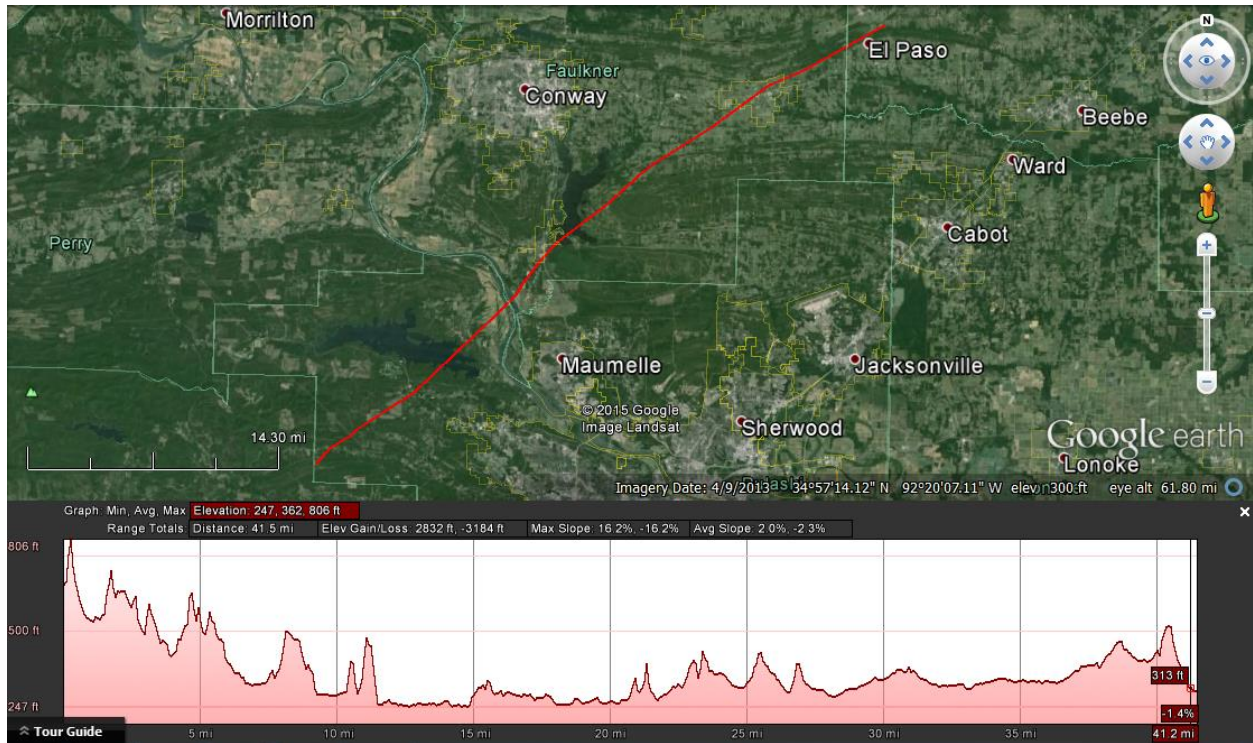 Morrilton
N
El Paso
Faulkner
Conway
Beebe
Ward
Perry
Cabot
Maumelle
Jacksonville
© 2015 Google
Image Landsat
14.30 mi
Sherwood
Google earth
Lonoke
Imagery Date: 4/9/2013 34°57'14.12" N 92°20'07.11" W elev 300 ft eye alt 61.80 mi
Graph: Min, Avg, Max Elevation: 247, 362, 806 ft
Range Totals: Distance: 41.5 mi Elev Gain/Loss: 2832 ft, -3184 ft Max Slope: 16.2%, -16.2% Avg Slope: 2.0%, -2.3%
806 ft
500 ft
313 ft
247 ft
-1.4%
Tour Guide
5 mi 10 mi 15 mi 20 mi 25 mi 30 mi 35 mi 41.2 mi